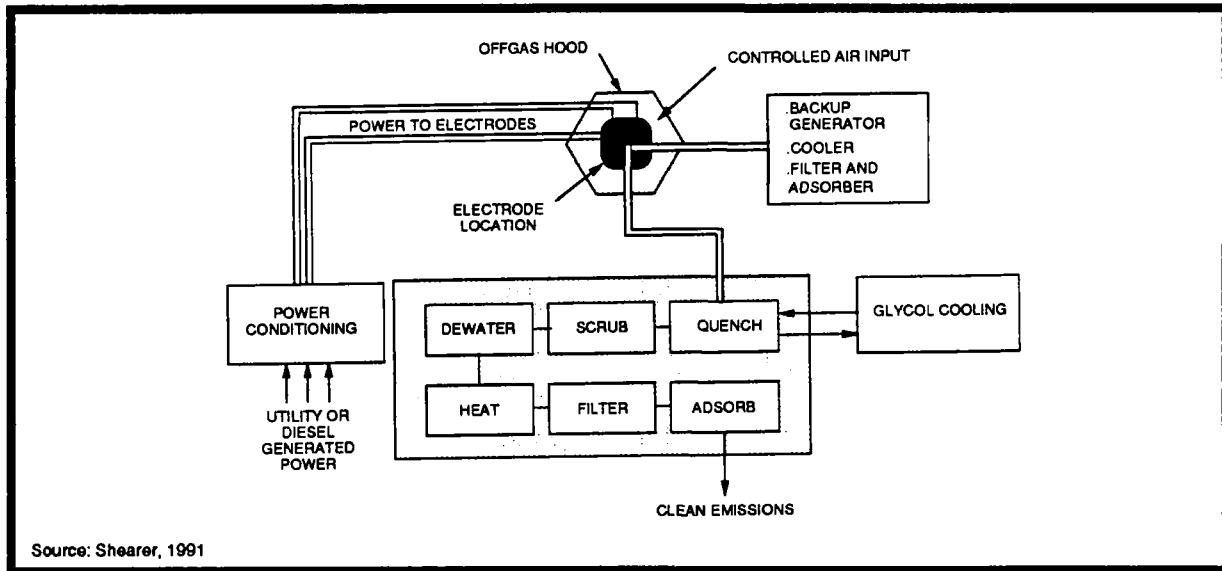 OFFGAS HOOD
CONTROLLED AIR INPUT
POWER TO ELECTRODES
.BACKUP
GENERATOR
.COOLER
.FILTER AND
ADSORBER
ELECTRODE
LOCATION
POWER
CONDITIONING
DEWATER
SCRUB
QUENCH
GLYCOL COOLING
HEAT
FILTER
ADSORB
UTILITY OR
DIESEL
GENERATED
POWER
CLEAN EMISSIONS
Source: Shearer, 1991